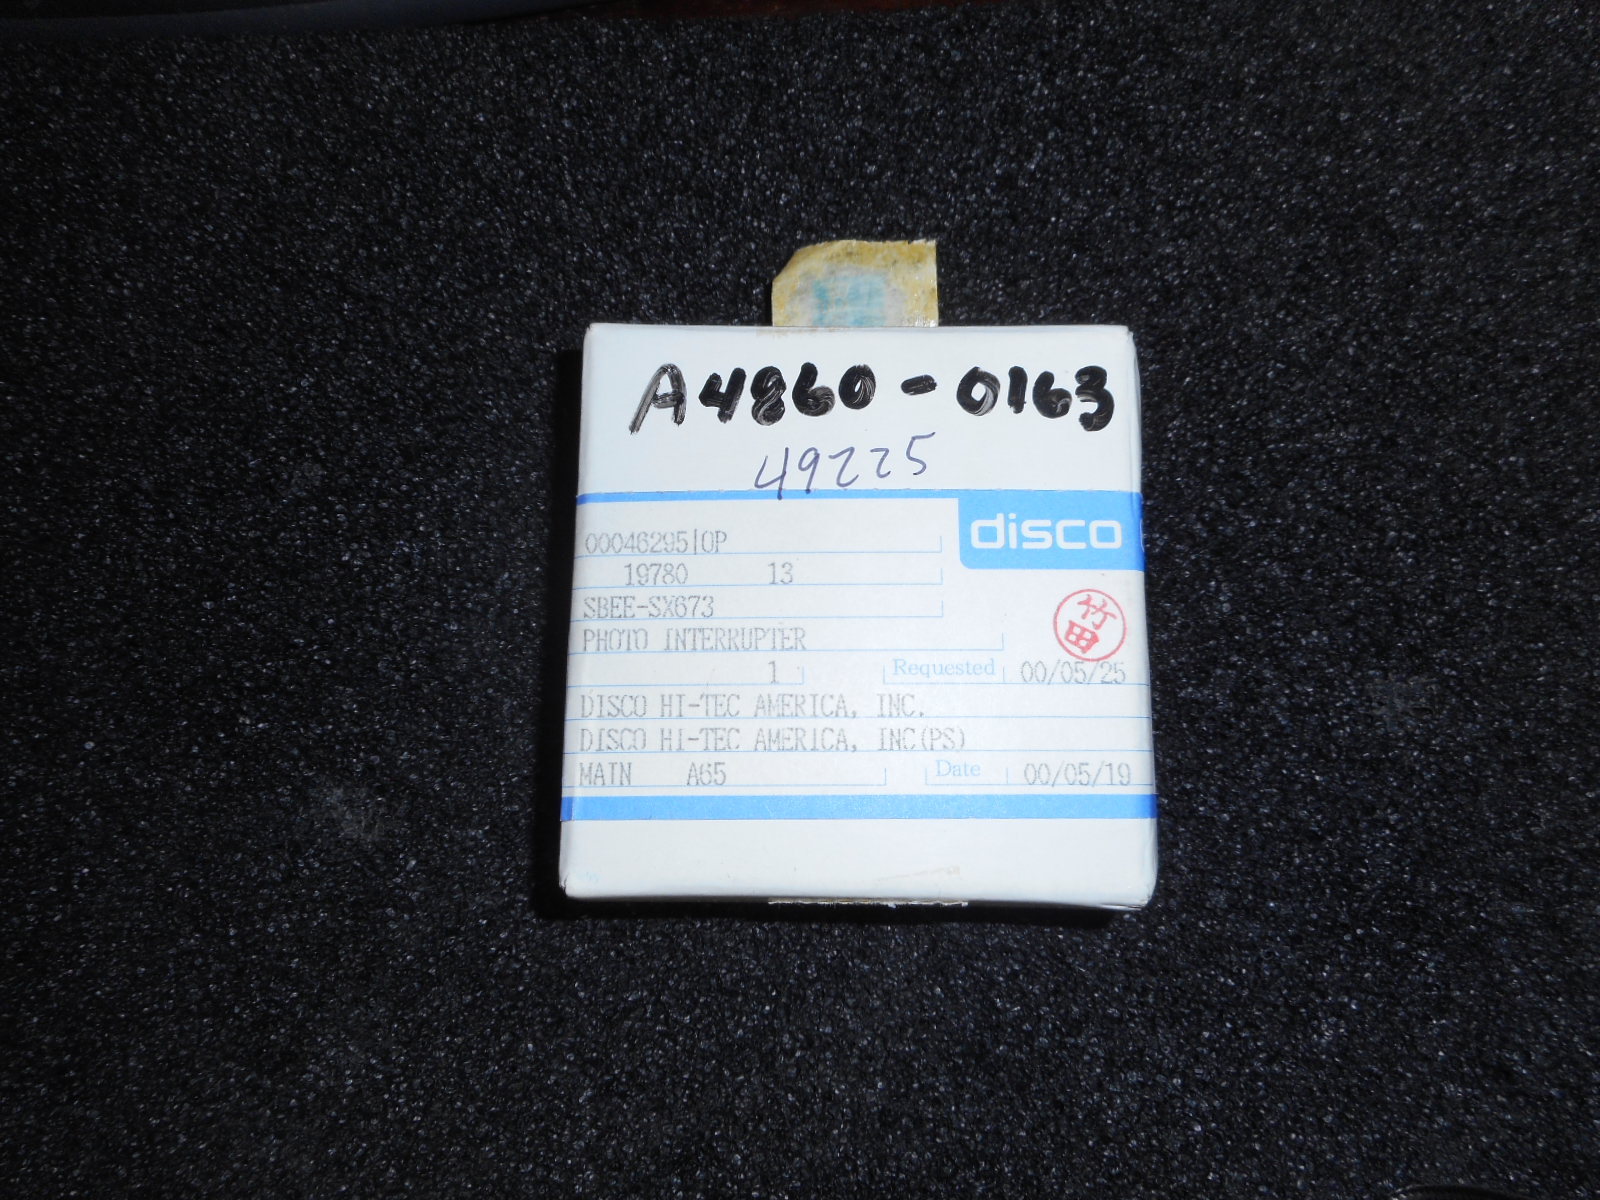 A4860-0163
49225
disco
00046295|0P
19780 13
SBEE-SX673
PHOTO INTERRUPTER
竹田
1 Requested 00/05/25
DISCO HI-TEC AMERICA, INC.
DISCO HI-TEC AMERICA, INC(PS)
MAIN A65 Date 00/05/19